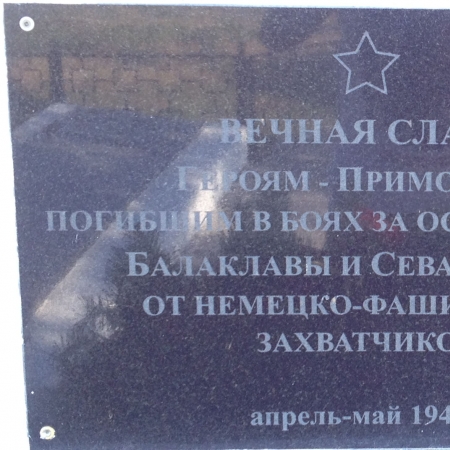 ВЕЧНАЯ СЛА
ГЕРОЯМ - ПРИМО
ПОГИБШИМ В БОЯХ ЗА ОС
БАЛАКЛАВЫ И СЕВА
ОТ НЕМЕЦКО-ФАШИ
ЗАХВАТЧИКО
апрель-май 194